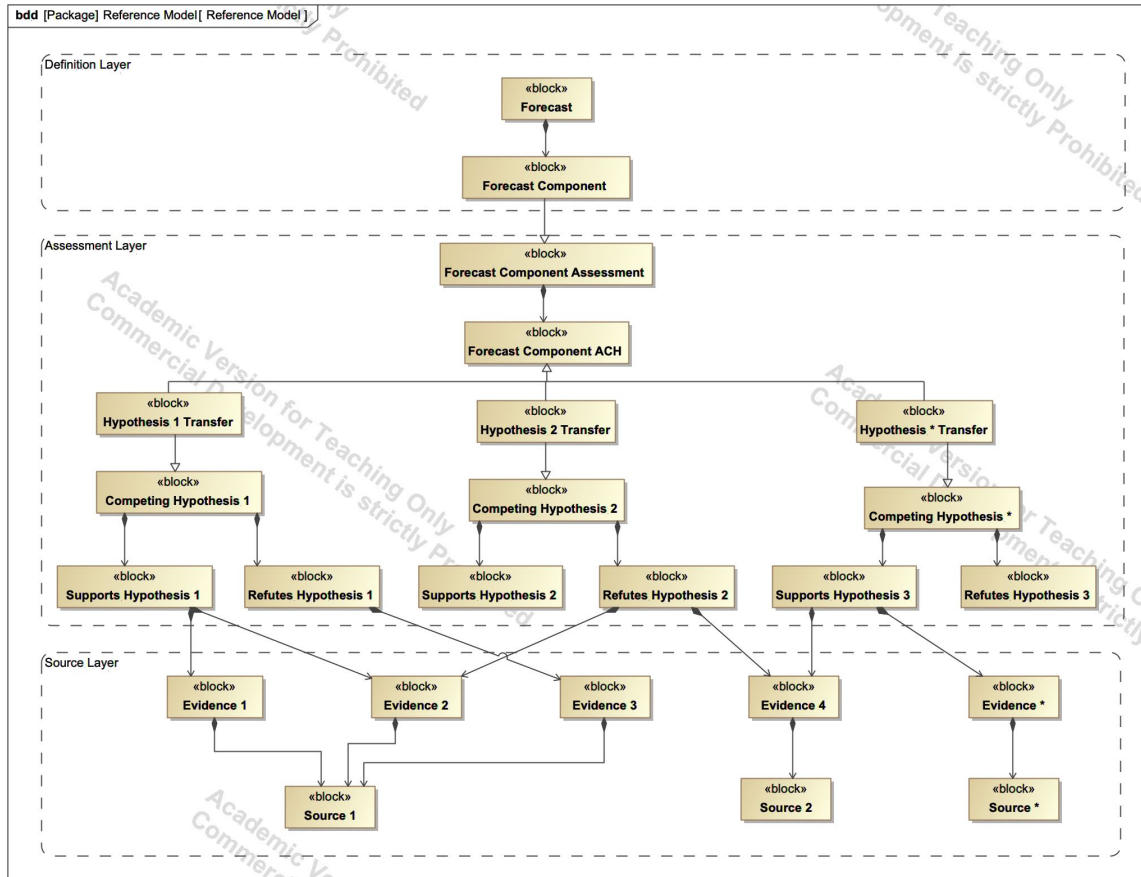 bdd [Package] Reference Model[ Reference Model ]
Definition Layer
«block»
Forecast
«block»
Forecast Component
Assessment Layer
«block»
Forecast Component Assessment
«block»
Forecast Component ACH
«block»
Hypothesis 1 Transfer
«block»
Hypothesis 2 Transfer
«block»
Hypothesis * Transfer
«block»
Competing Hypothesis 1
«block»
Competing Hypothesis 2
«block»
Competing Hypothesis *
«block»
Supports Hypothesis 1
«block»
Refutes Hypothesis 1
«block»
Supports Hypothesis 2
«block»
Refutes Hypothesis 2
«block»
Supports Hypothesis 3
«block»
Refutes Hypothesis 3
Source Layer
«block»
Evidence 1
«block»
Evidence 2
«block»
Evidence 3
«block»
Evidence 4
«block»
Evidence *
«block»
Source 1
«block»
Source 2
«block»
Source *
Teaching Only
is strictly Prohibited
Prohibited
Academic Version for Teaching Only
Commercial Development is strictly